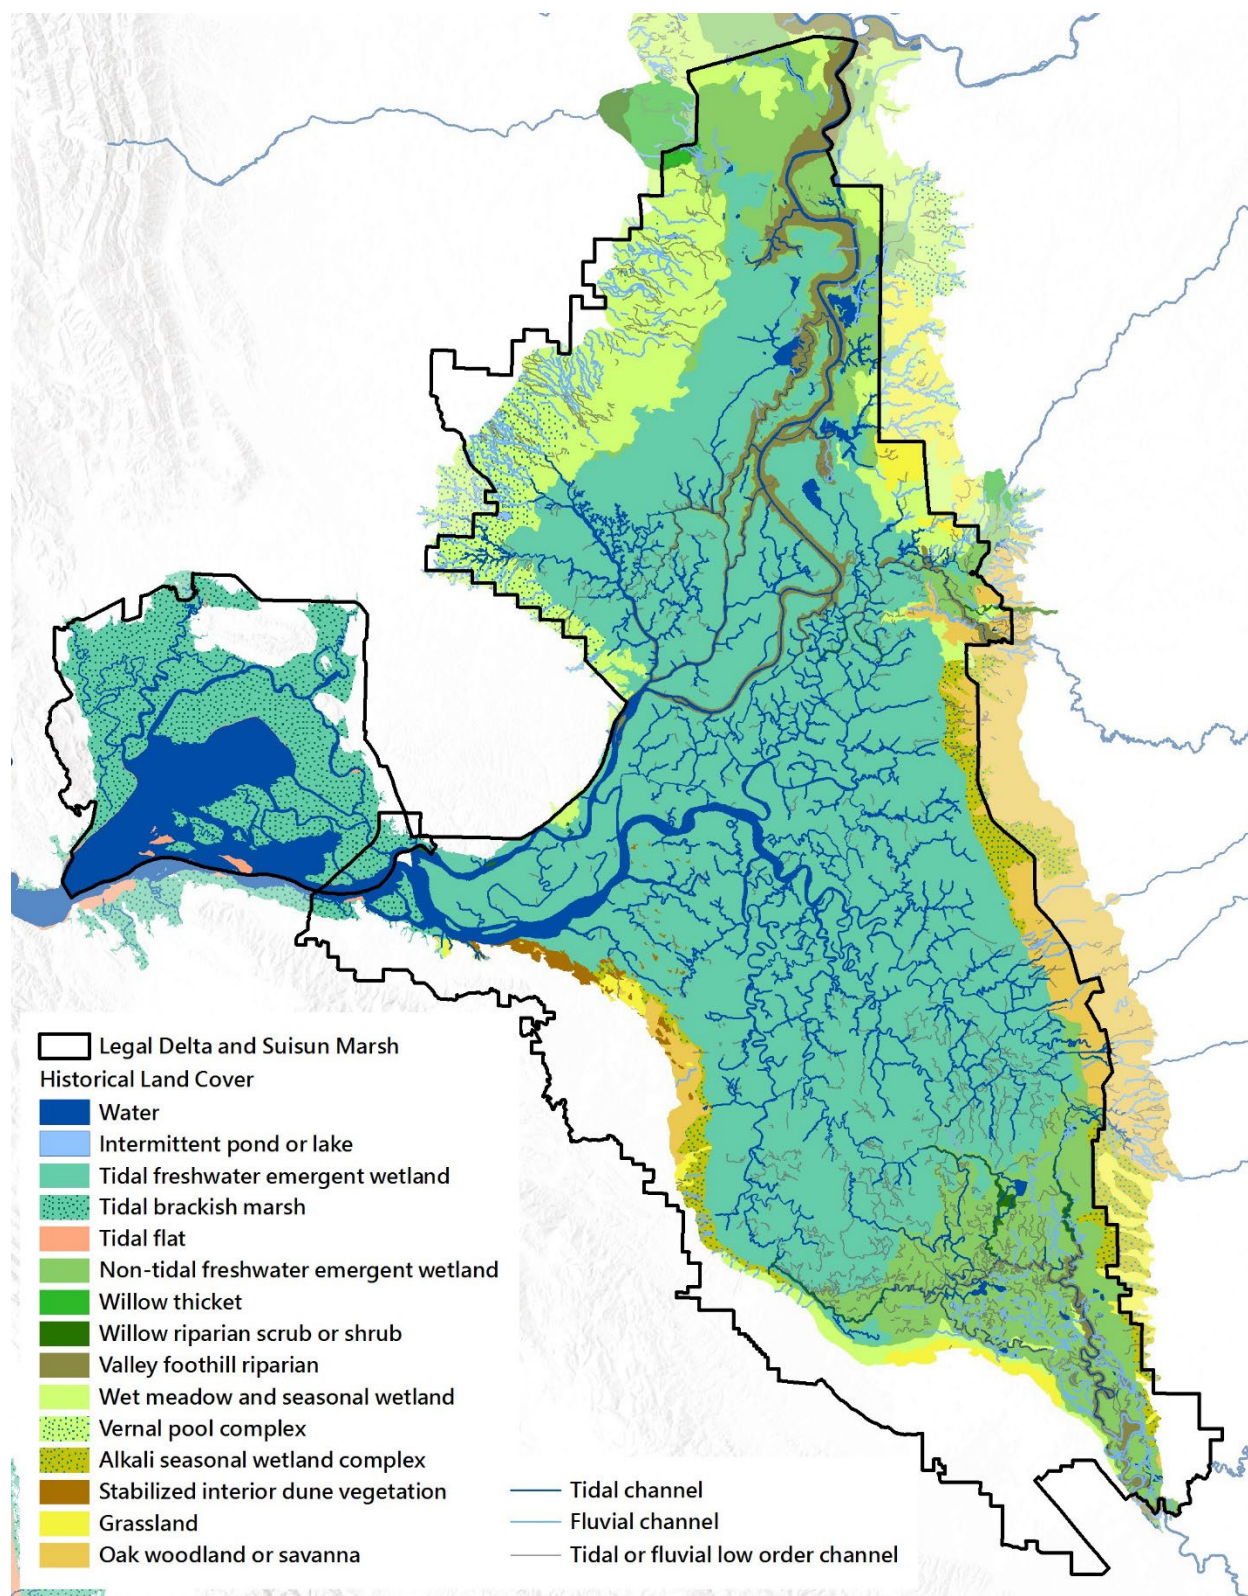 Legal Delta and Suisun Marsh
Historical Land Cover
Water
Intermittent pond or lake
Tidal freshwater emergent wetland
Tidal brackish marsh
Tidal flat
Non-tidal freshwater emergent wetland
Willow thicket
Willow riparian scrub or shrub
Valley foothill riparian
Wet meadow and seasonal wetland
Vernal pool complex
Alkali seasonal wetland complex
Stabilized interior dune vegetation
Grassland
Oak woodland or savanna
Tidal channel
Fluvial channel
Tidal or fluvial low order channel